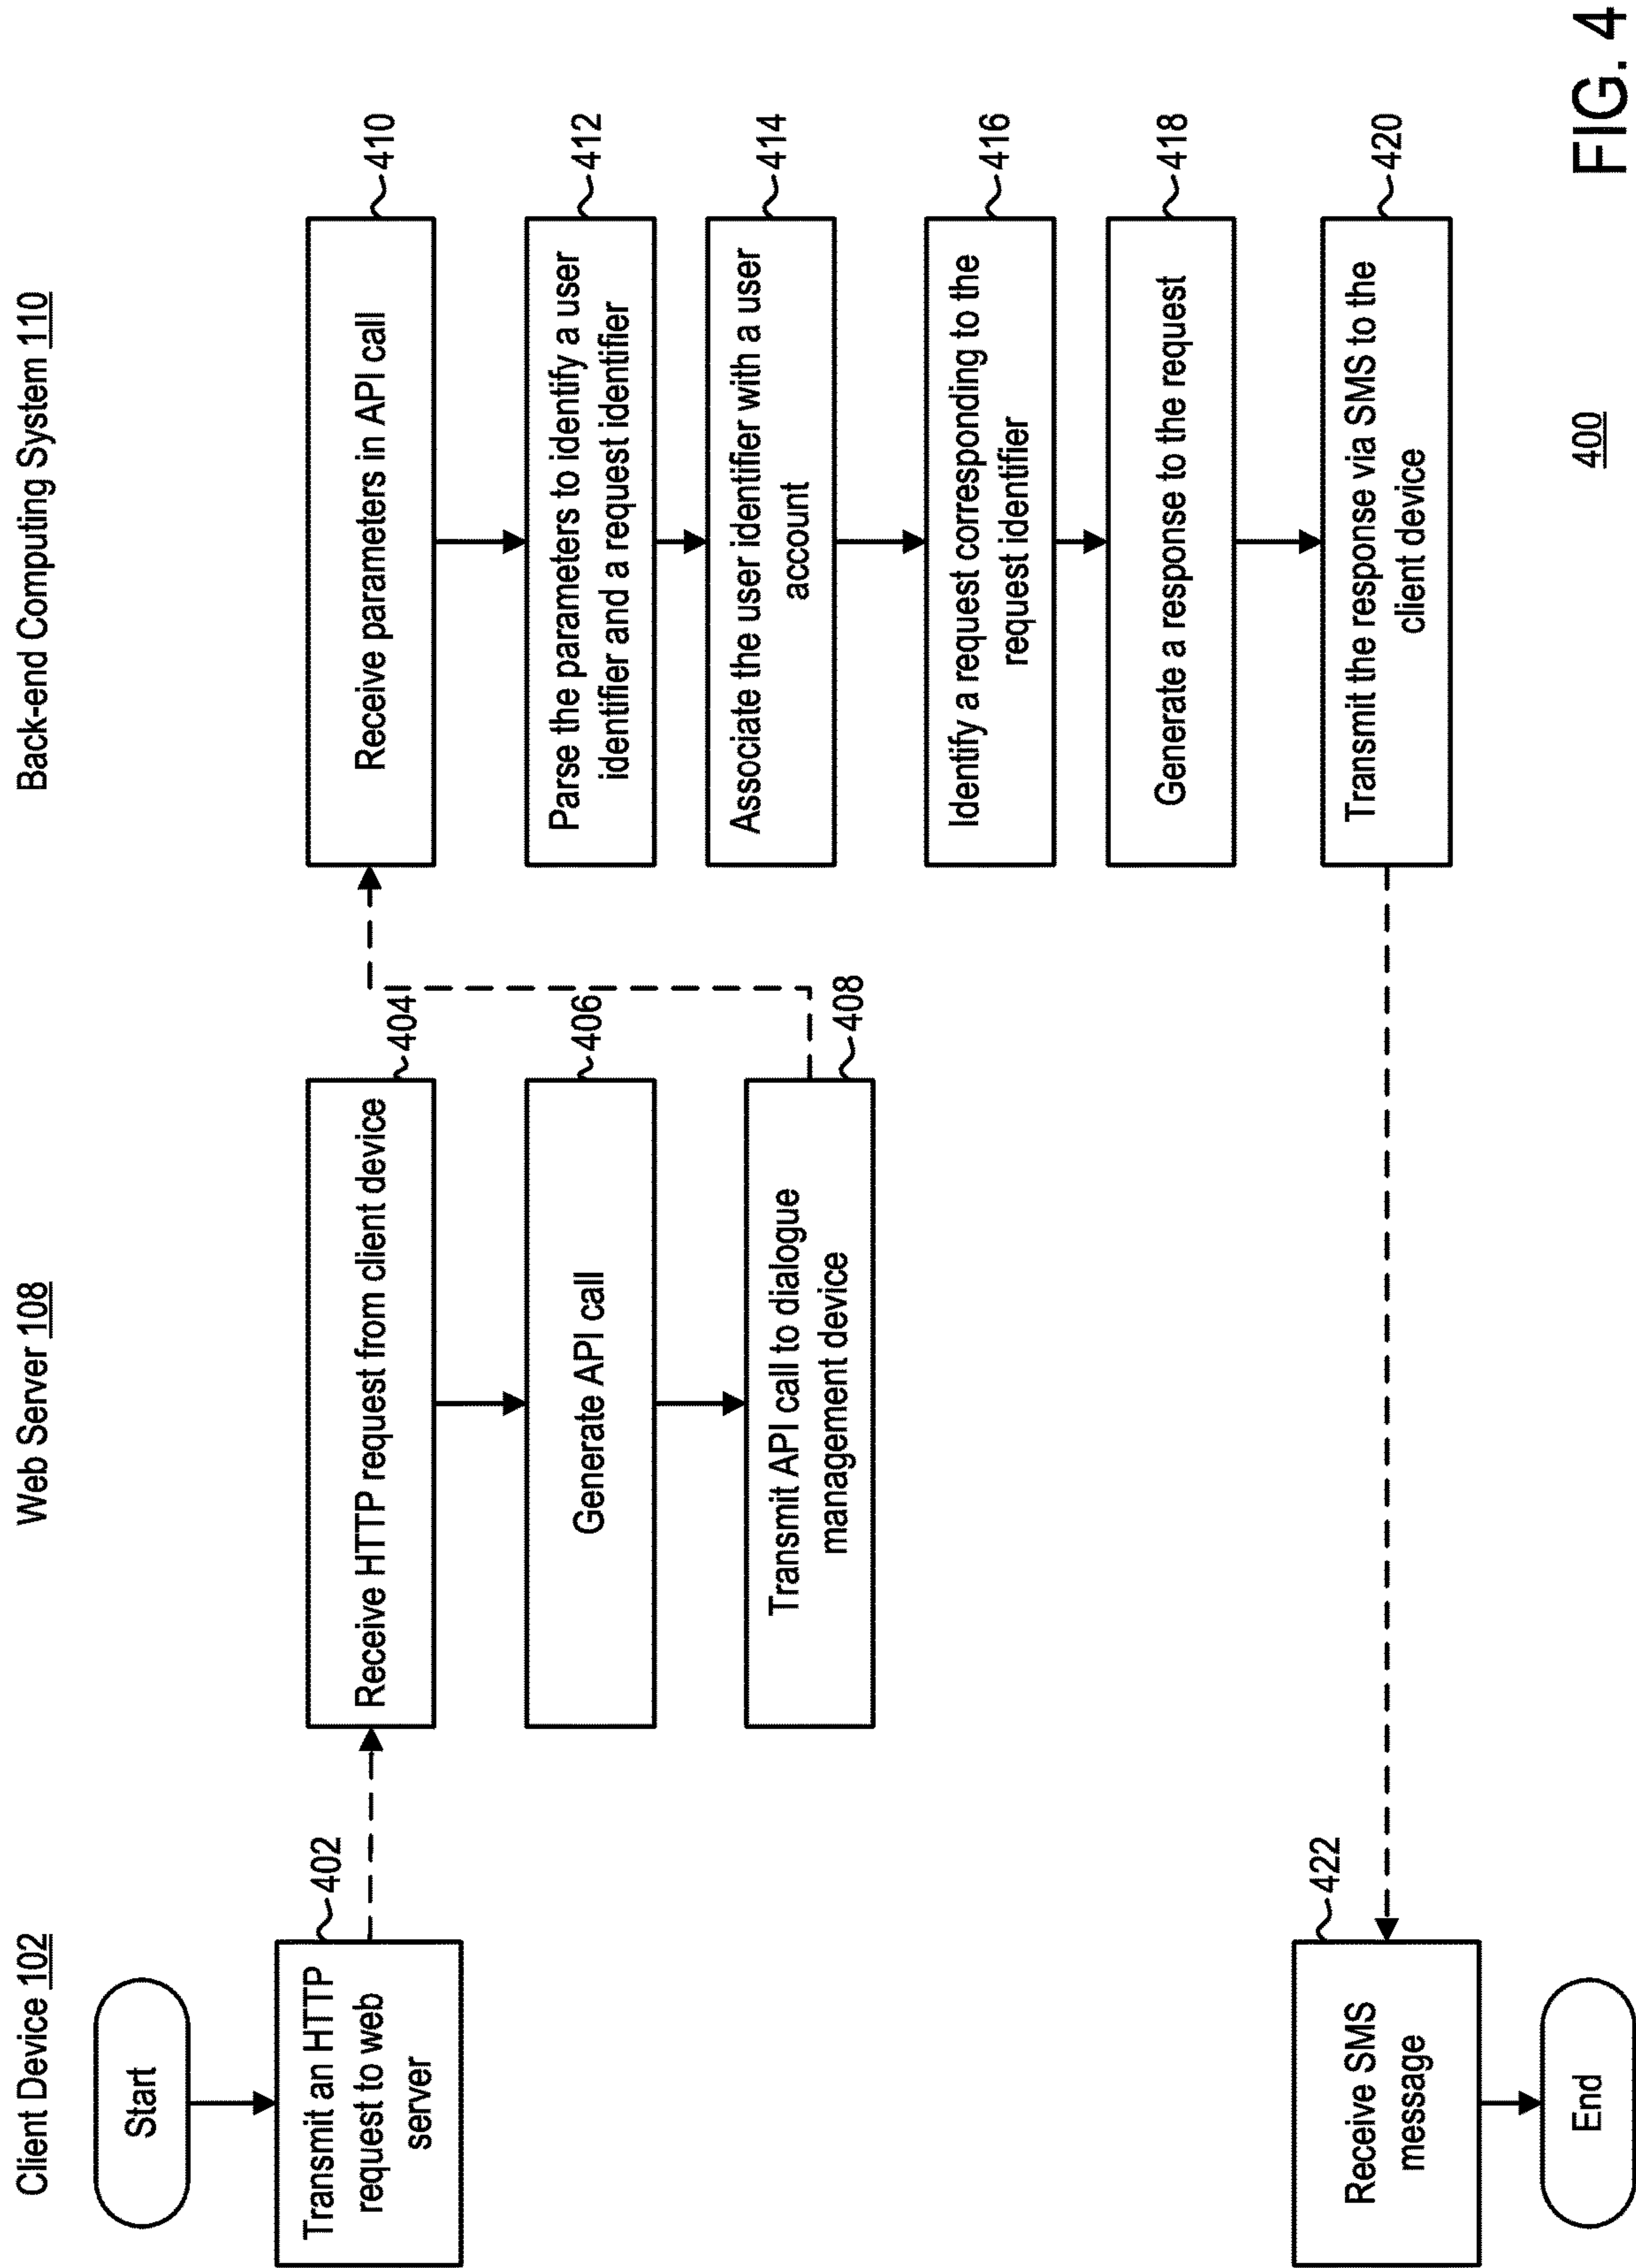 Client Device 102
Web Server 108
Back-end Computing System 110
Start
Transmit an HTTP
request to web
server
402
Receive HTTP request from client device
404
Generate API call
406
Transmit API call to dialogue
management device
408
Receive parameters in API call
410
Parse the parameters to identify a user
identifier and a request identifier
412
Associate the user identifier with a user
account
414
Identify a request corresponding to the
request identifier
416
Generate a response to the request
418
Transmit the response via SMS to the
client device
420
Receive SMS
message
422
End
400
FIG. 4